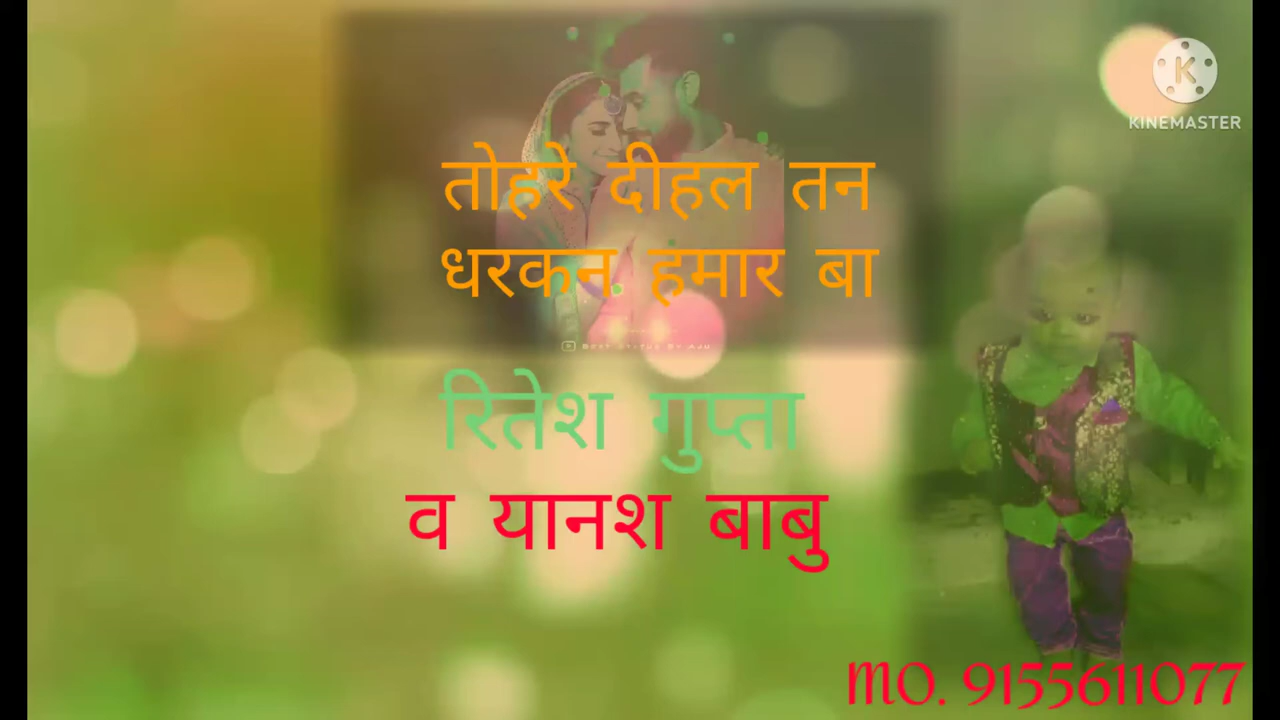 KINEMASTER
तोहरे दीहल तन
धरकन हमार बा
रितेश गुप्ता
व यानश बाबु
MO. 9155611077